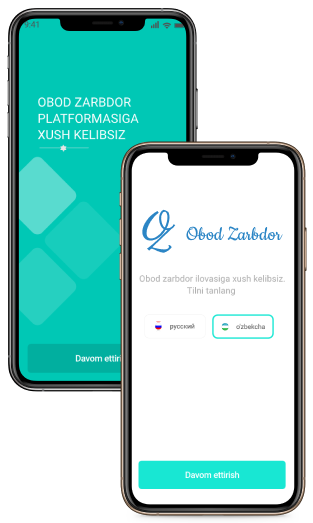 9:41
OBOD ZARBDOR
PLATFORMASIGA
XUSH KELIBSIZ
Davom ettiri
OZ
Obod Zarbdor
Obod zarbdor ilovasiga xush kelibsiz.
Tilni tanlang
русский
o'zbekcha
Davom ettirish